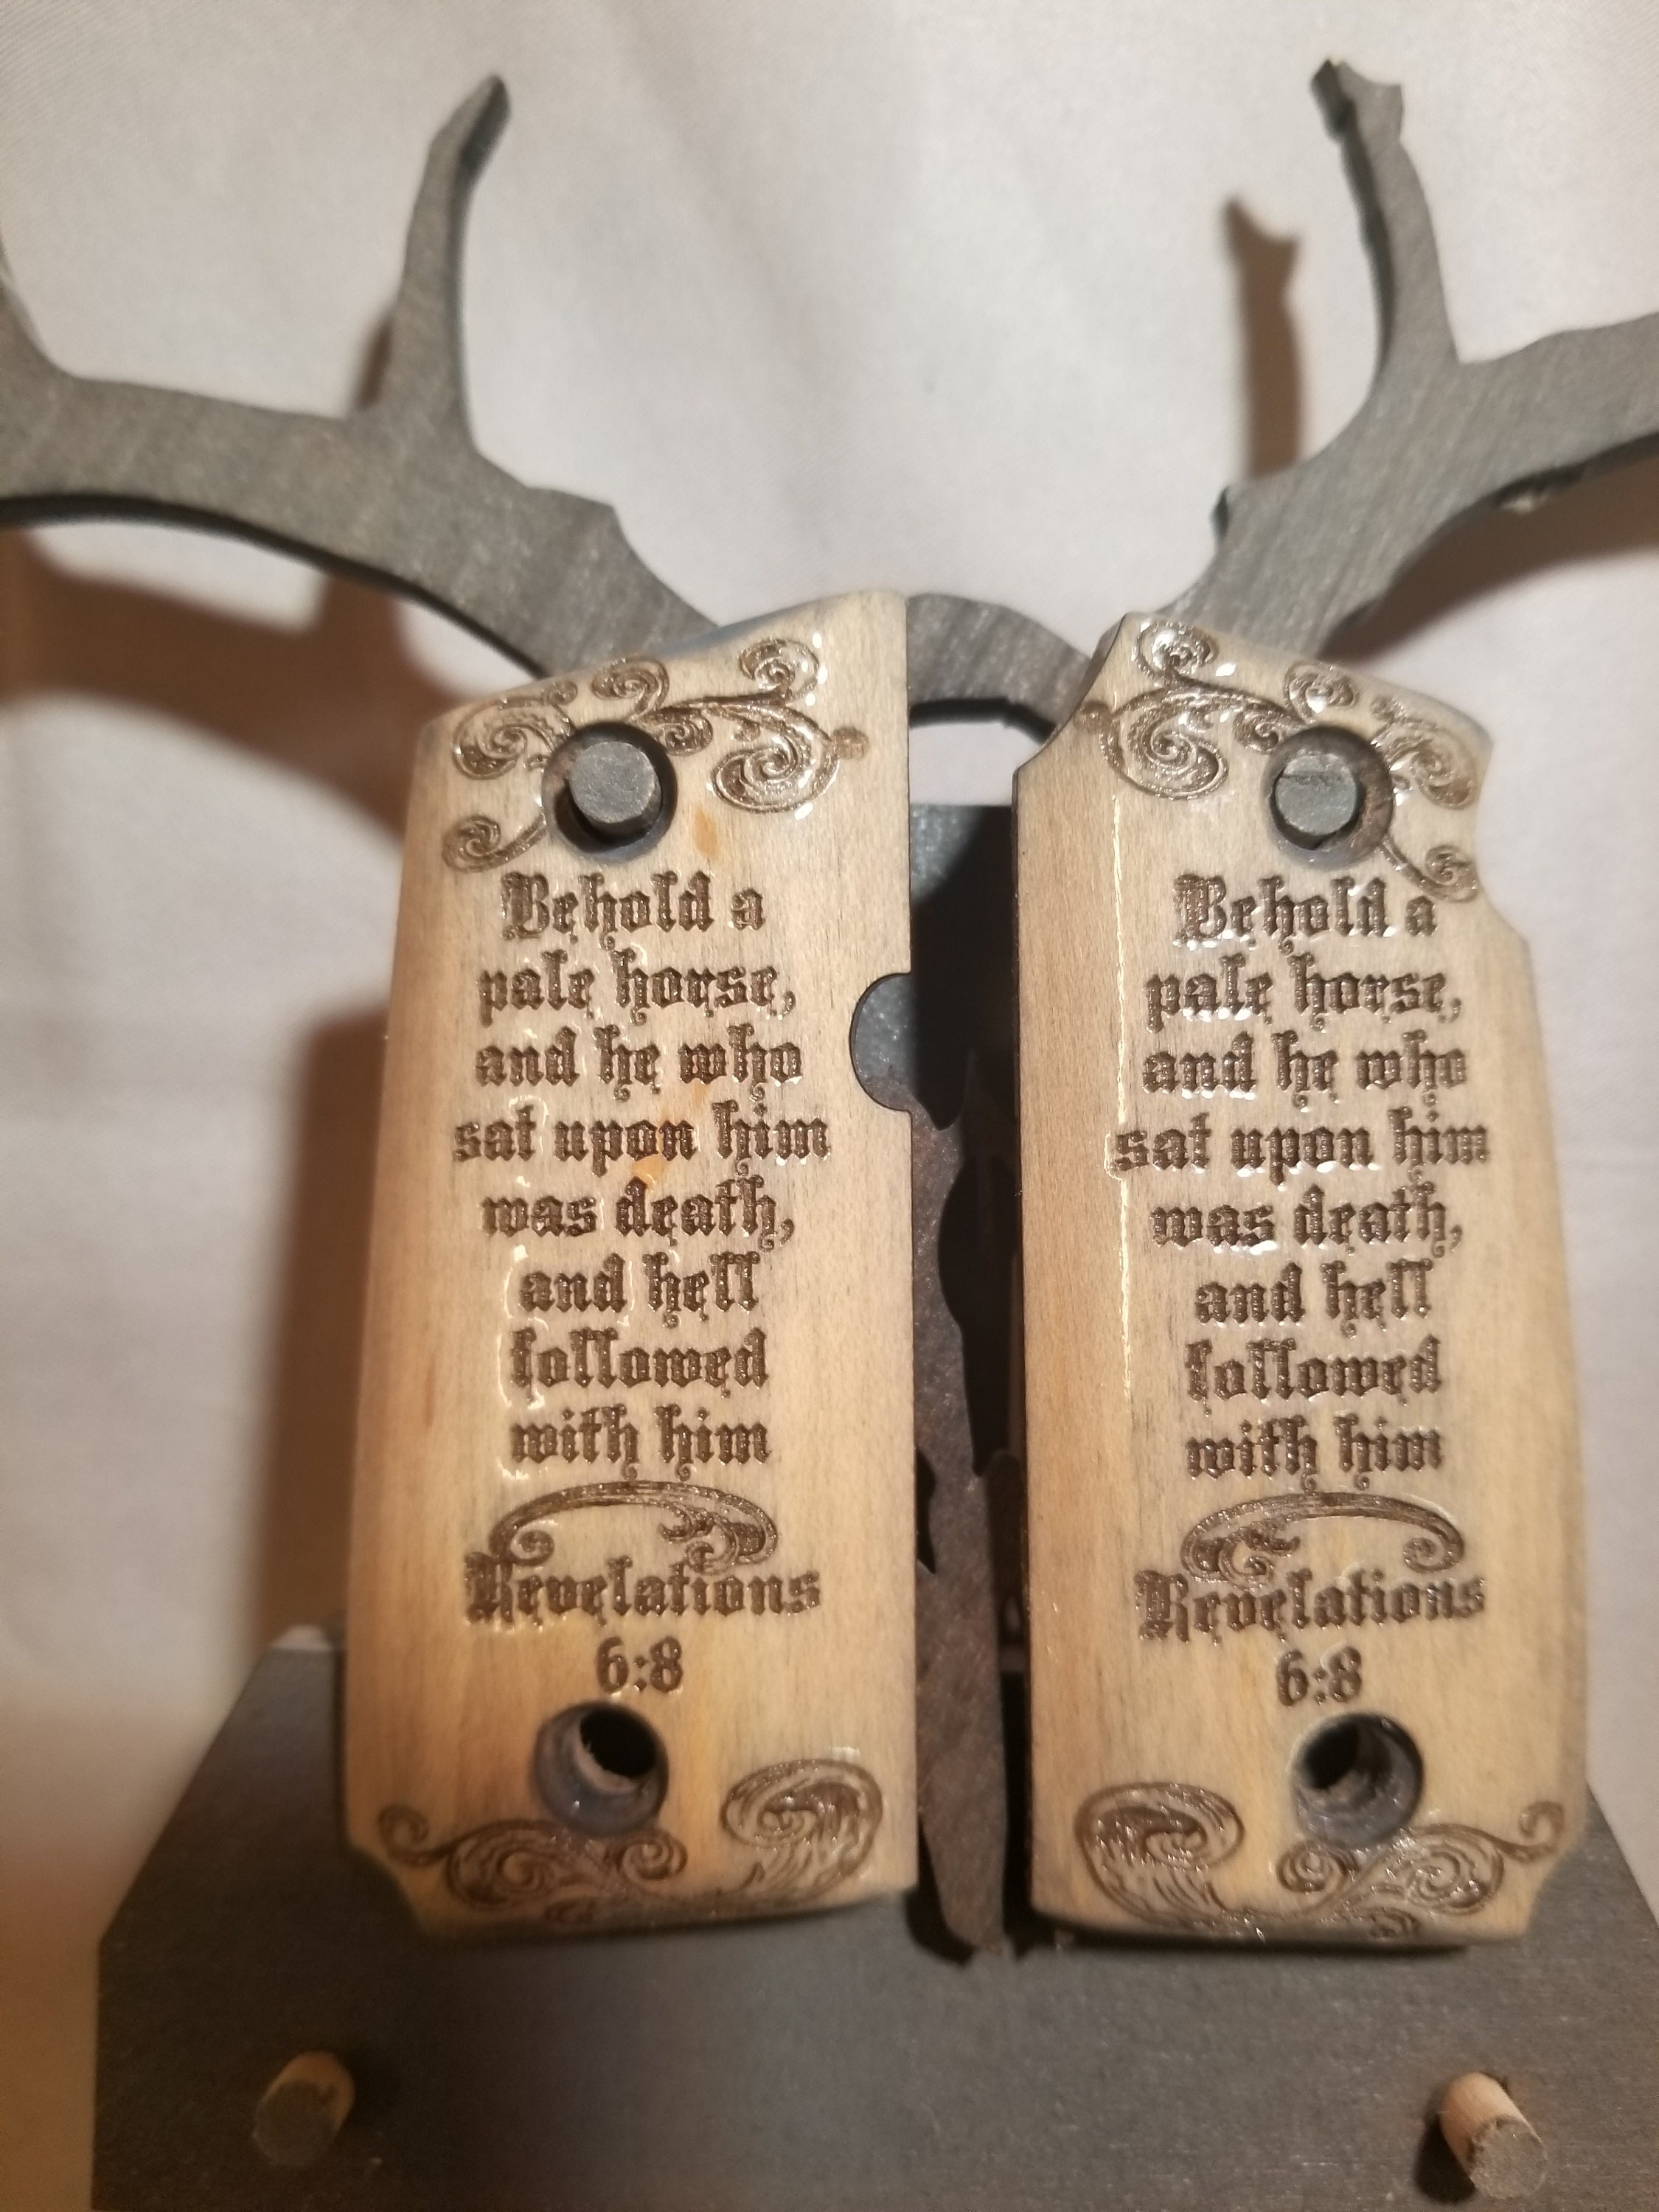 Behold a
pale horse,
and he who
sat upon him
was death,
and hell
followed
with him
Revelations
6:8
Behold a
pale horse,
and he who
sat upon him
was death,
and hell
followed
with him
Revelations
6:8